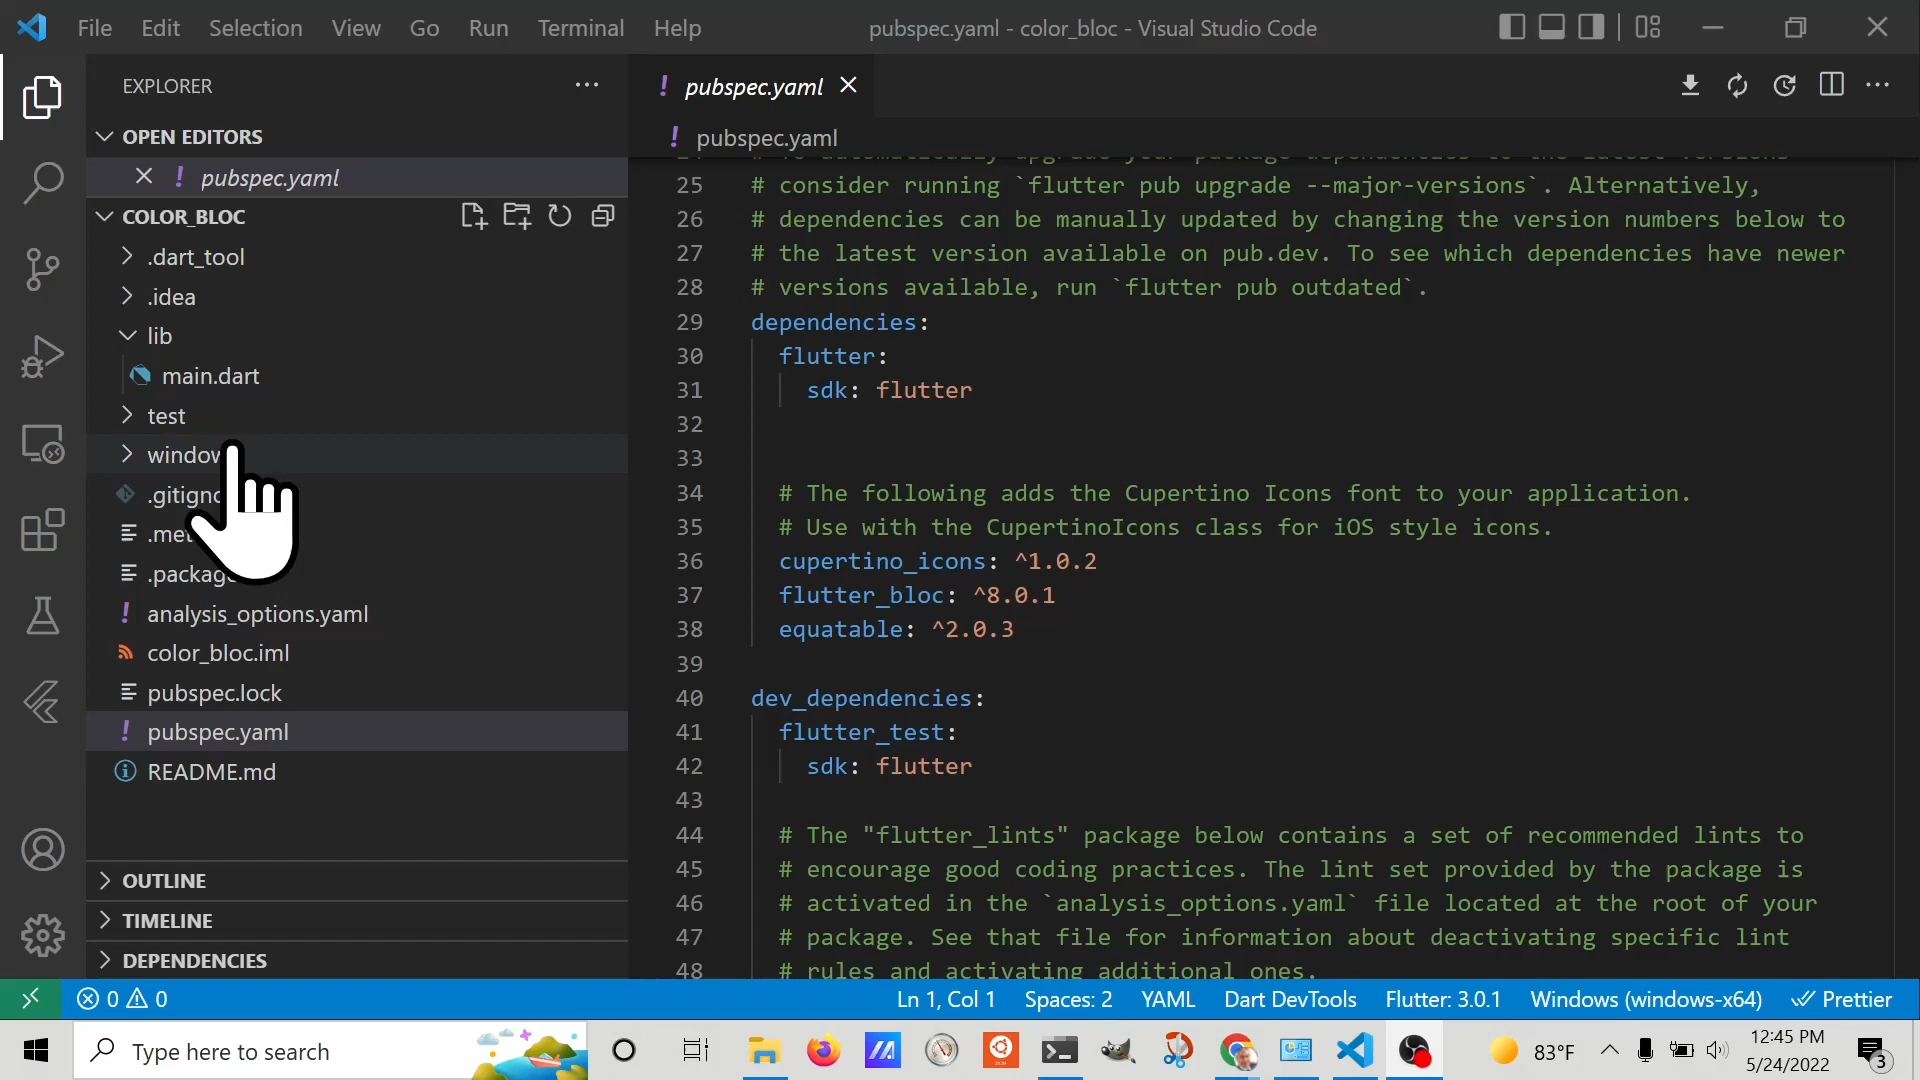 File Edit Selection View Go Run Terminal Help
pubspec.yaml - color_bloc - Visual Studio Code
EXPLORER
OPEN EDITORS
! pubspec.yaml
COLOR_BLOC
.dart_tool
.idea
lib
main.dart
test
window
.gitigno
.met
.package
! analysis_options.yaml
color_bloc.iml
pubspec.lock
! pubspec.yaml
README.md
OUTLINE
TIMELINE
DEPENDENCIES
! pubspec.yaml
! pubspec.yaml
25 # consider running `flutter pub upgrade --major-versions`. Alternatively,
26 # dependencies can be manually updated by changing the version numbers below to
27 # the latest version available on pub.dev. To see which dependencies have newer
28 # versions available, run `flutter pub outdated`.
29 dependencies:
30 flutter:
31 sdk: flutter
32
33
34 # The following adds the Cupertino Icons font to your application.
35 # Use with the CupertinoIcons class for iOS style icons.
36 cupertino_icons: ^1.0.2
37 flutter_bloc: ^8.0.1
38 equatable: ^2.0.3
39
40 dev_dependencies:
41 flutter_test:
42 sdk: flutter
43
44 # The "flutter_lints" package below contains a set of recommended lints to
45 # encourage good coding practices. The lint set provided by the package is
46 # activated in the `analysis_options.yaml` file located at the root of your
47 # package. See that file for information about deactivating specific lint
48 # rules and activating additional ones.
0 0 Ln 1, Col 1 Spaces: 2 YAML Dart DevTools Flutter: 3.0.1 Windows (windows-x64) Prettier
Type here to search
83°F
12:45 PM
5/24/2022
3